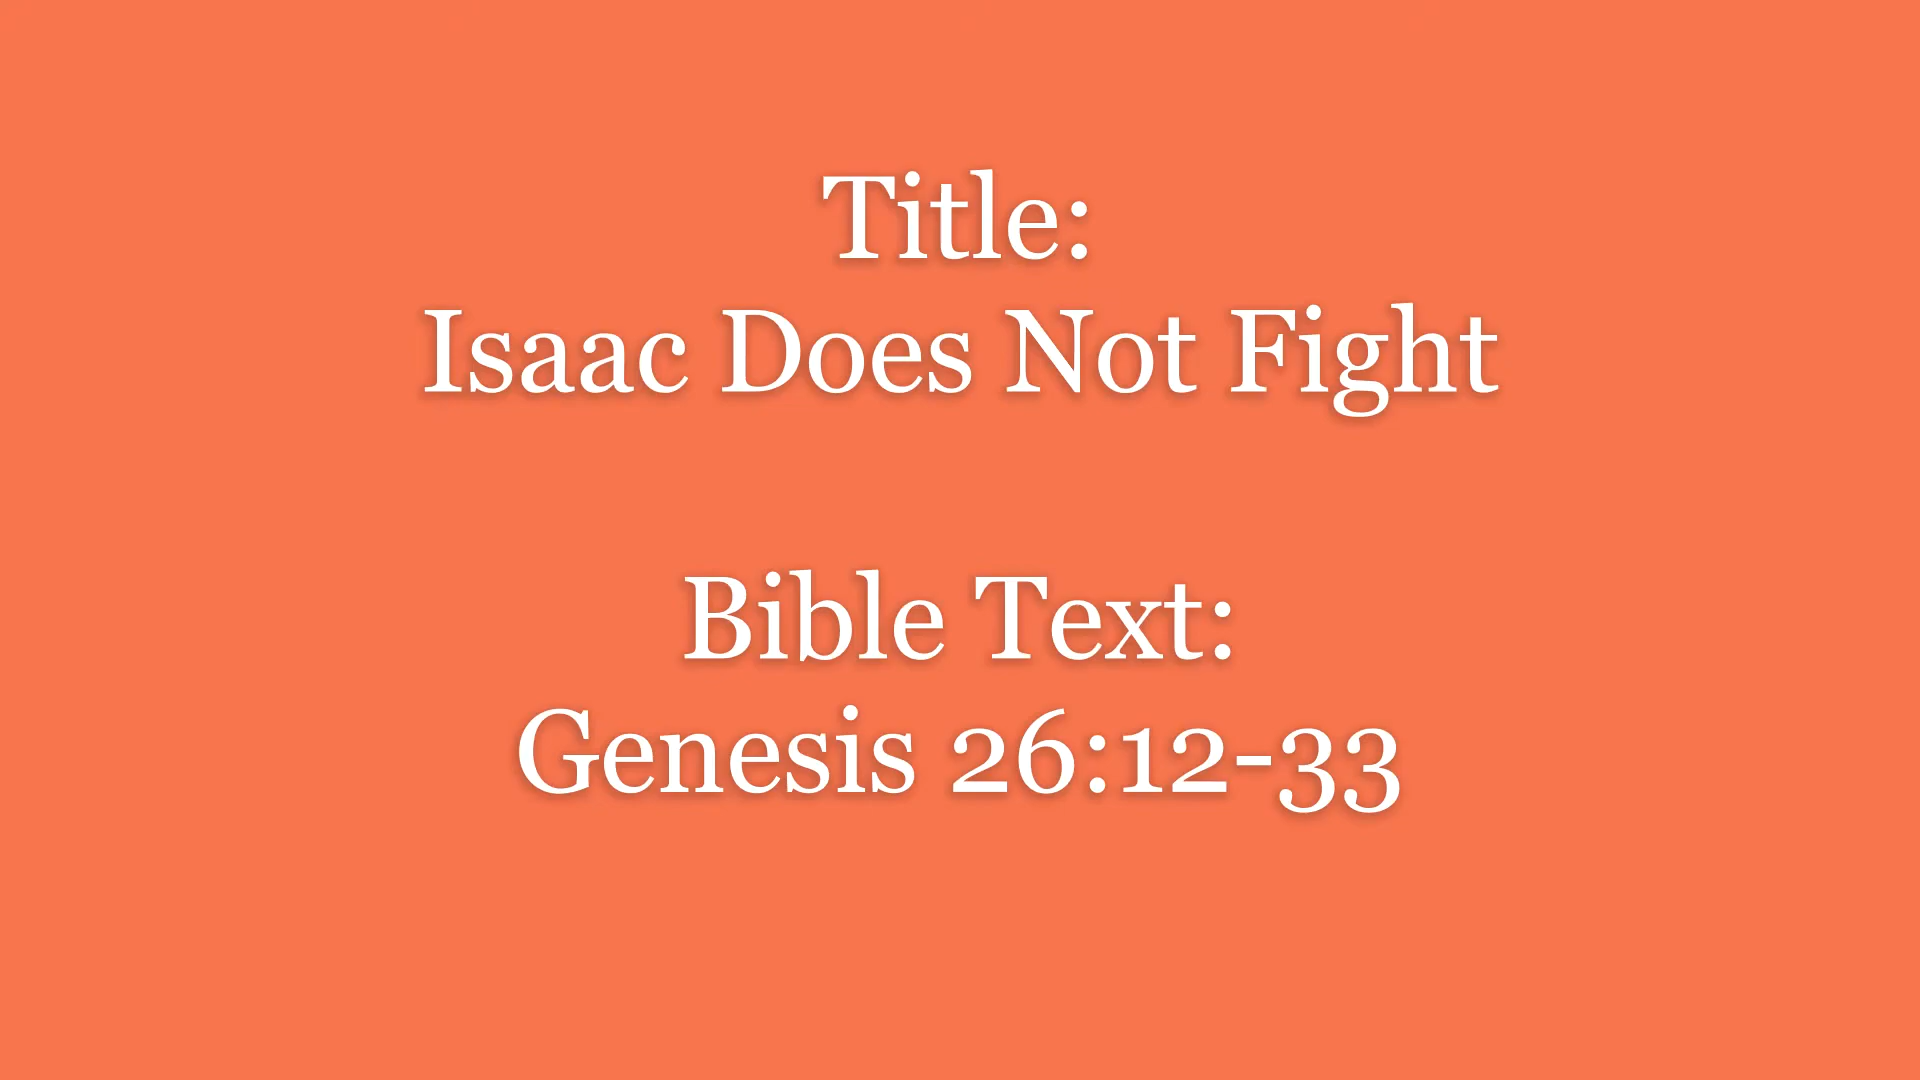 Title:
Isaac Does Not Fight
Bible Text:
Genesis 26:12-33